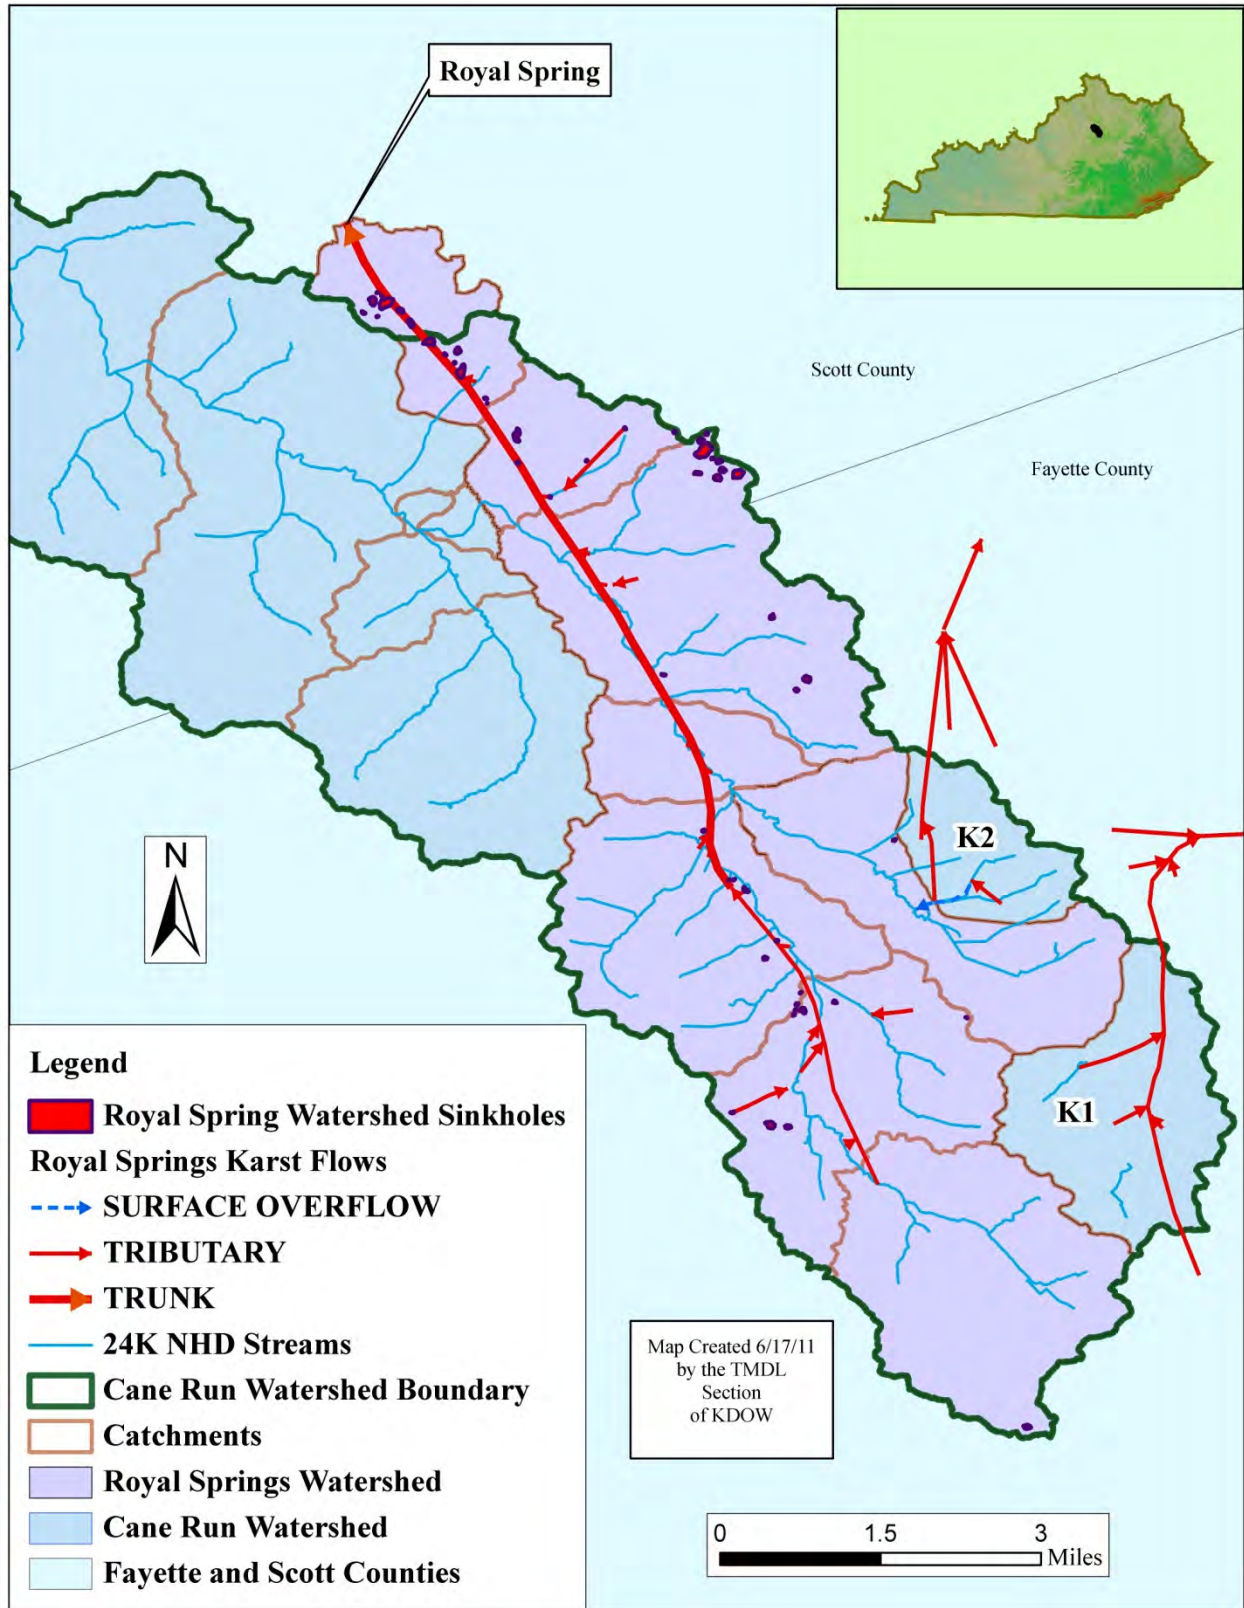 Royal Spring
Scott County
Fayette County
K2
K1
N
Legend
Royal Spring Watershed Sinkholes
Royal Springs Karst Flows
SURFACE OVERFLOW
TRIBUTARY
TRUNK
24K NHD Streams
Cane Run Watershed Boundary
Catchments
Royal Springs Watershed
Cane Run Watershed
Fayette and Scott Counties
Map Created 6/17/11
by the TMDL
Section
of KDOW
0 1.5 3
Miles